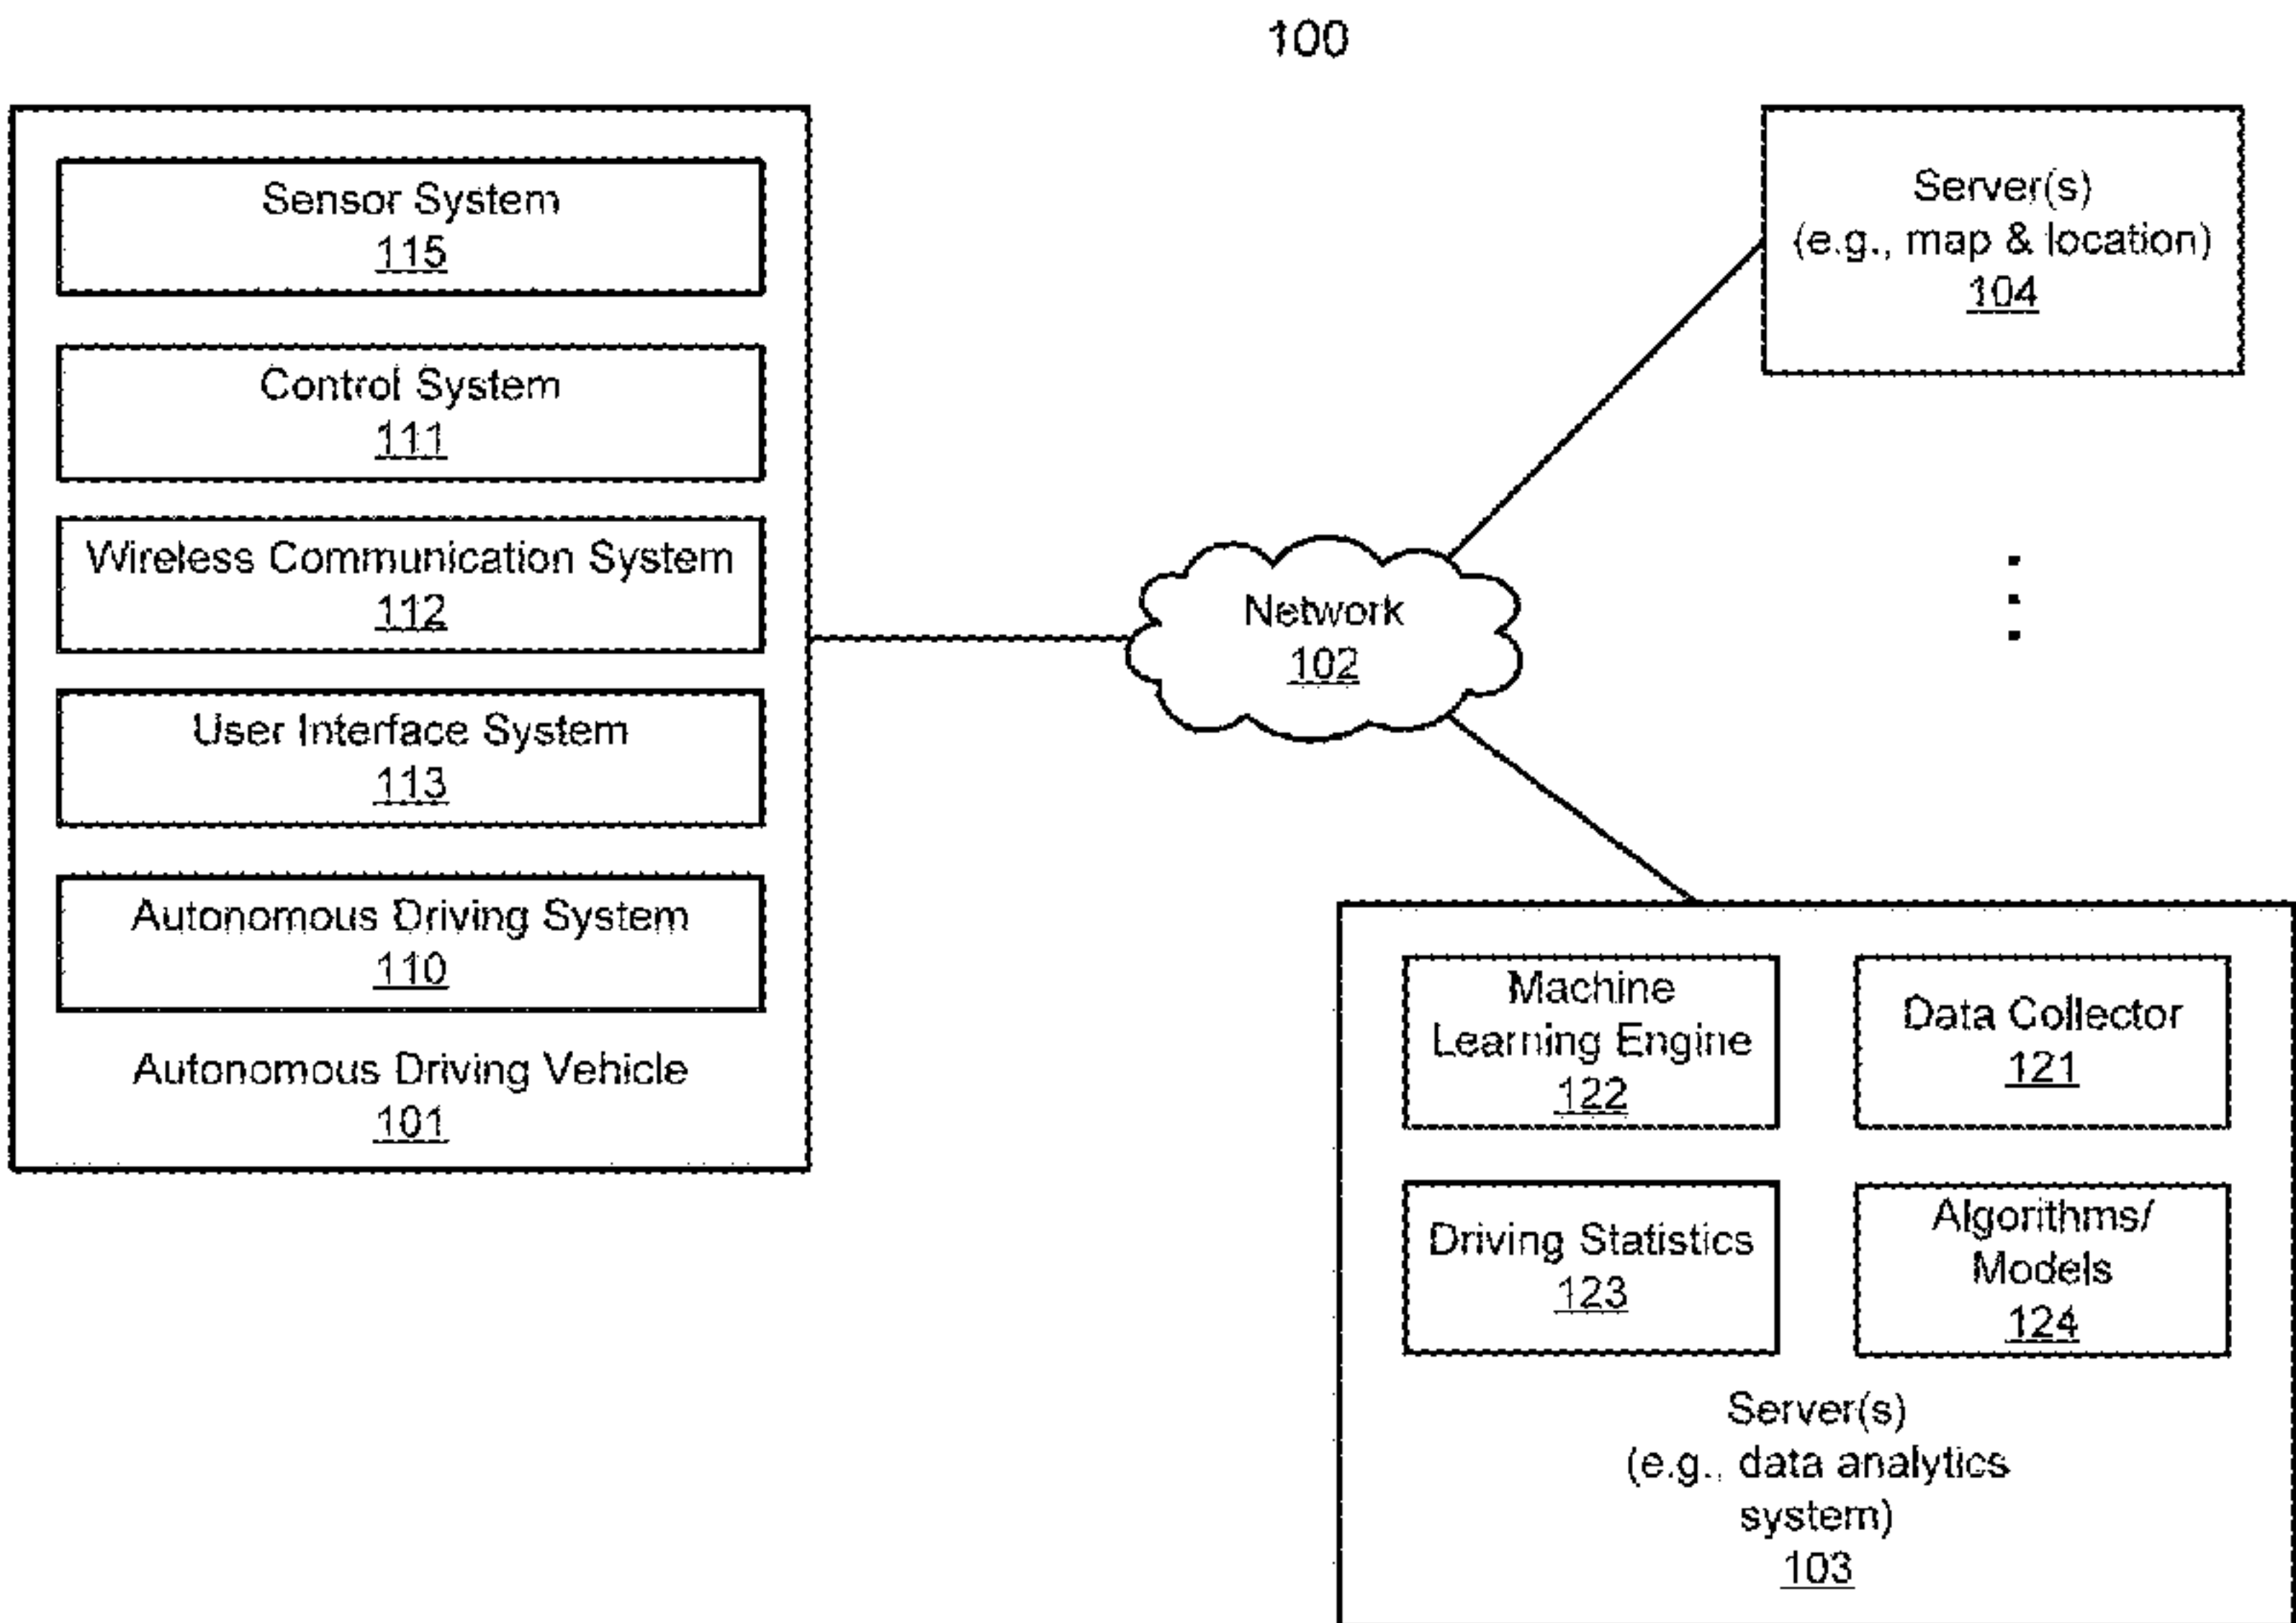 100
Sensor System
115
Control System
111
Wireless Communication System
112
User Interface System
113
Autonomous Driving System
110
Autonomous Driving Vehicle
101
Network
102
Server(s)
(e.g., map & location)
104
Machine
Learning Engine
122
Data Collector
121
Driving Statistics
123
Algorithms/
Models
124
Server(s)
(e.g., data analytics
system)
103